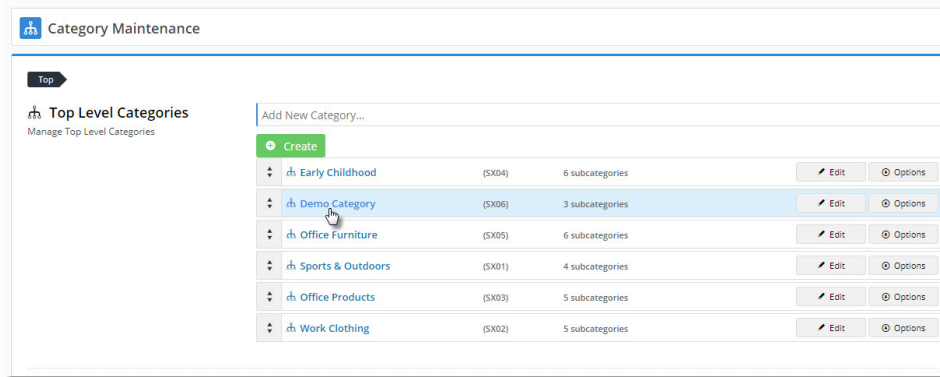 Category Maintenance
Top
Top Level Categories
Manage Top Level Categories
Add New Category...
Create
Early Childhood (SX04) 6 subcategories Edit Options
Demo Category (SX06) 3 subcategories Edit Options
Office Furniture (SX05) 6 subcategories Edit Options
Sports & Outdoors (SX01) 4 subcategories Edit Options
Office Products (SX03) 5 subcategories Edit Options
Work Clothing (SX02) 5 subcategories Edit Options